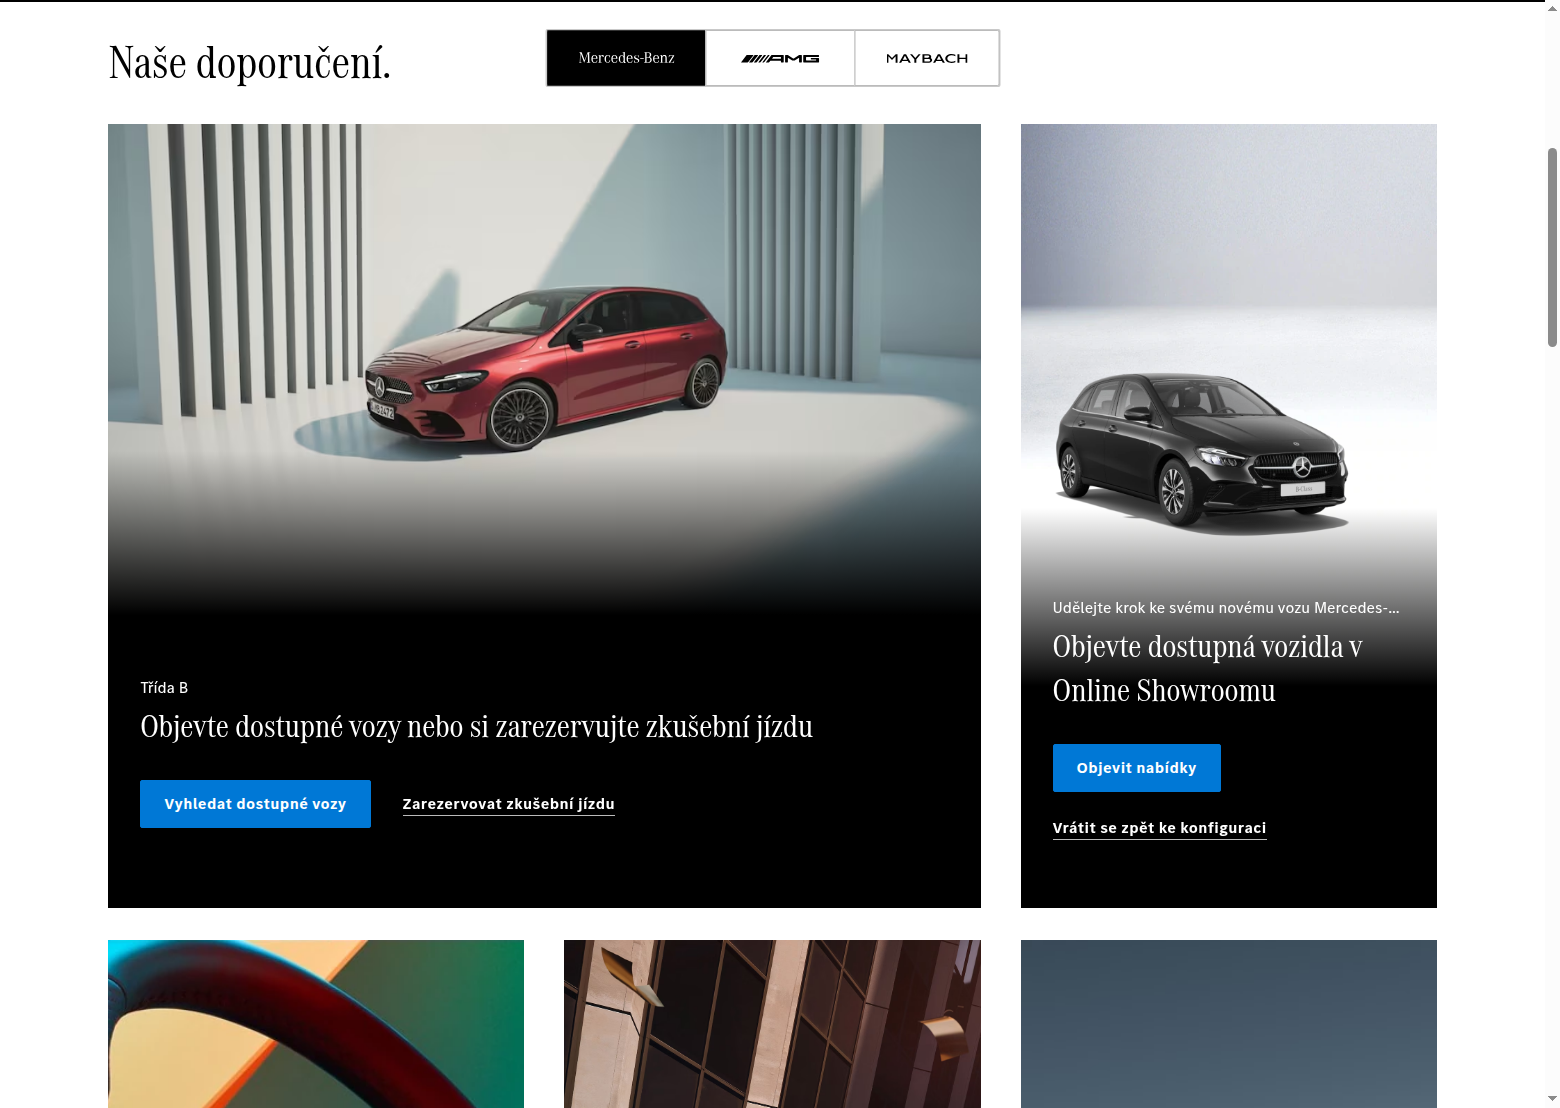 Naše doporučení.
Mercedes-Benz
AMG
MAYBACH
Třída B
Objevte dostupné vozy nebo si zarezervujte zkušební jízdu
Vyhledat dostupné vozy
Zarezervovat zkušební jízdu
Udělejte krok ke svému novému vozu Mercedes-...
Objevte dostupná vozidla v
Online Showroomu
Objevit nabídky
Vrátit se zpět ke konfiguraci